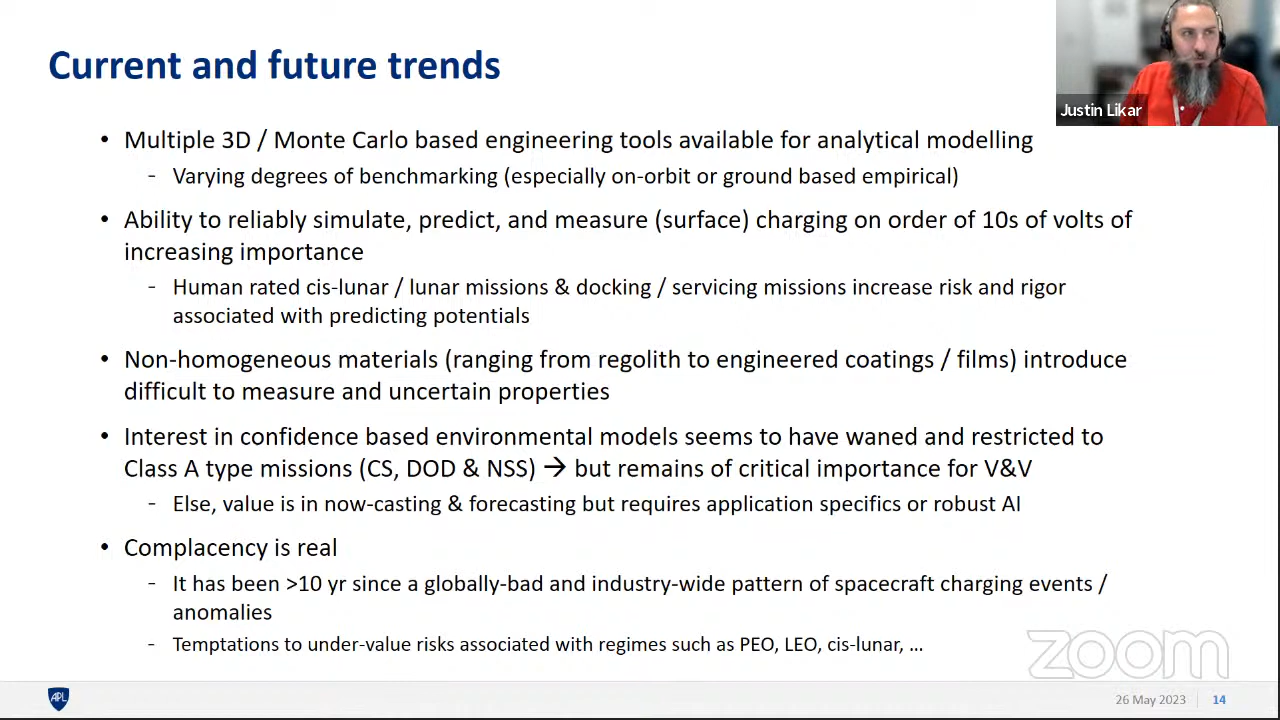 Current and future trends
Justin Likar
• Multiple 3D / Monte Carlo based engineering tools available for analytical modelling
- Varying degrees of benchmarking (especially on-orbit or ground based empirical)
• Ability to reliably simulate, predict, and measure (surface) charging on order of 10s of volts of
increasing importance
- Human rated cis-lunar / lunar missions & docking / servicing missions increase risk and rigor
associated with predicting potentials
• Non-homogeneous materials (ranging from regolith to engineered coatings / films) introduce
difficult to measure and uncertain properties
• Interest in confidence based environmental models seems to have waned and restricted to
Class A type missions (CS, DOD & NSS) → but remains of critical importance for V&V
- Else, value is in now-casting & forecasting but requires application specifics or robust AI
• Complacency is real
- It has been >10 yr since a globally-bad and industry-wide pattern of spacecraft charging events /
anomalies
- Temptations to under-value risks associated with regimes such as PEO, LEO, cis-lunar, ...
zoom
APL
26 May 2023
14